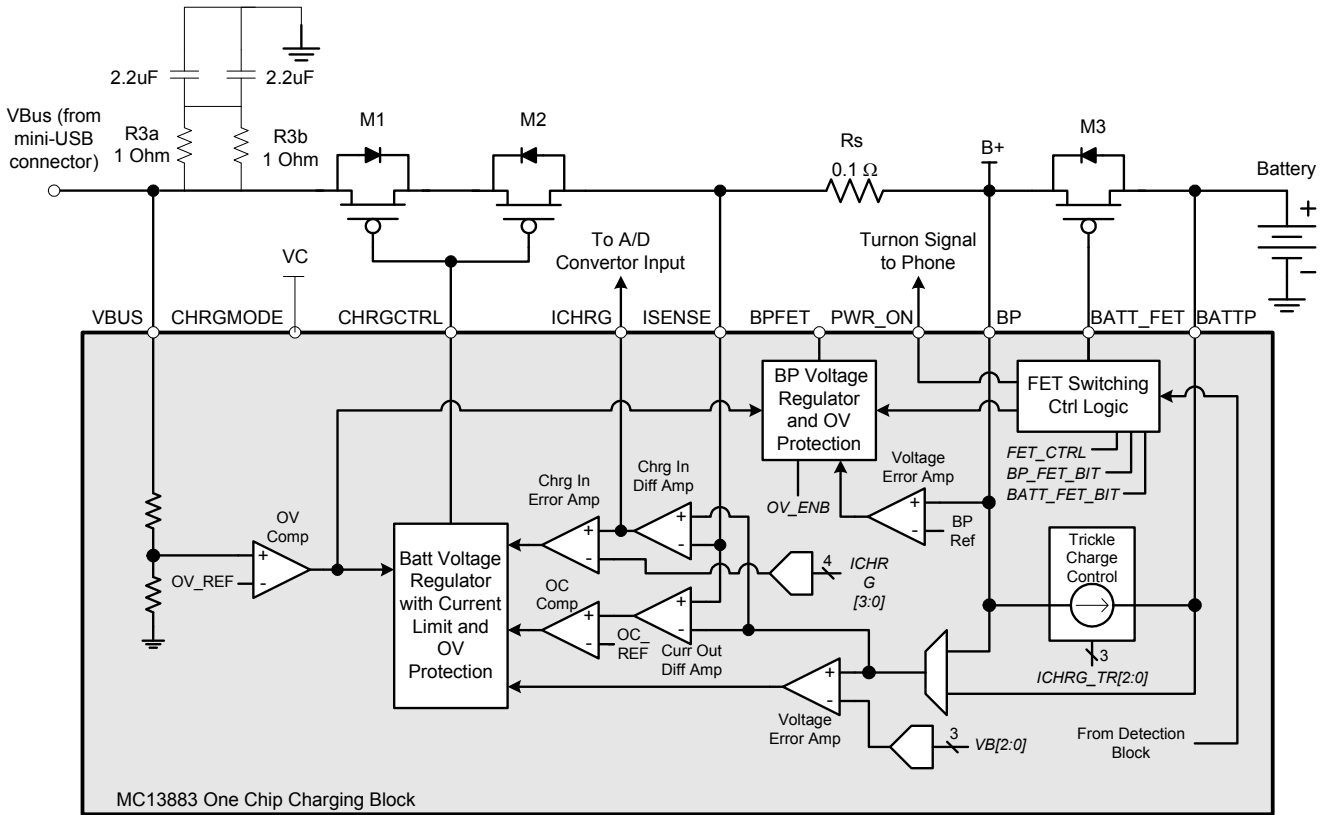 2.2uF
2.2uF
VBus (from
mini-USB
connector)
R3a
1 Ohm
R3b
1 Ohm
M1
M2
Rs
0.1 Ω
B+
M3
Battery
+
−
VC
To A/D
Convertor Input
Turnon Signal
to Phone
VBUS
CHRGMODE
CHRGCTRL
ICHRG
ISENSE
BPFET
PWR_ON
BP
BATT_FET
BATTP
BP Voltage
Regulator
and OV
Protection
FET Switching
Ctrl Logic
FET_CTRL
BP_FET_BIT
BATT_FET_BIT
OV_ENB
Voltage
Error Amp
+
-
BP
Ref
Chrg In
Error Amp
Chrg In
Diff Amp
+
-
+
-
OV
Comp
+
-
OV_REF
Batt Voltage
Regulator
with Current
Limit and
OV
Protection
4
ICHR
G
[3:0]
OC
Comp
+
-
OC_
REF
+
-
Curr Out
Diff Amp
Trickle
Charge
Control
3
ICHRG_TR[2:0]
+
-
Voltage
Error Amp
3
VB[2:0]
From Detection
Block
MC13883 One Chip Charging Block